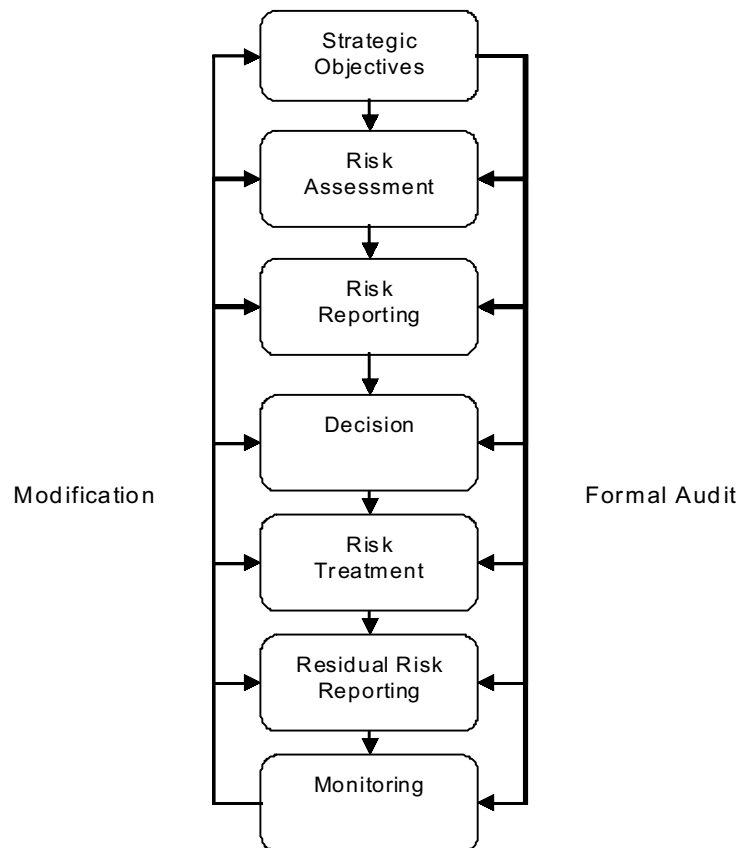 Strategic
Objectives
Risk
Assessment
Risk
Reporting
Decision
Modification
Formal Audit
Risk
Treatment
Residual Risk
Reporting
Monitoring